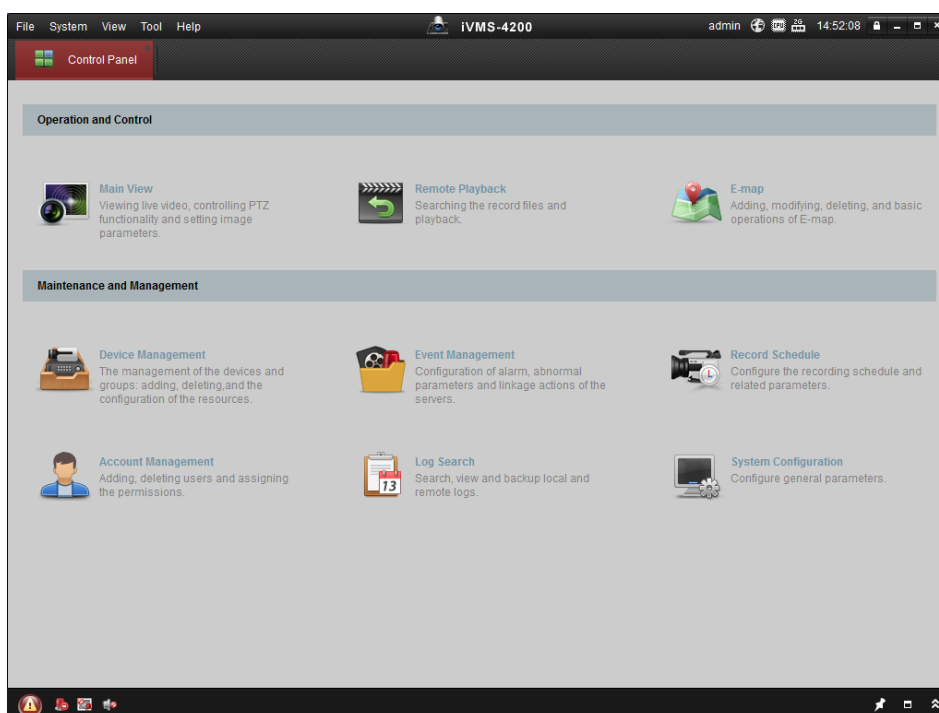 File System View Tool Help iVMS-4200 admin CPU 2G 14:52:08
Control Panel
Operation and Control
Main View
Viewing live video, controlling PTZ
functionality and setting image
parameters.
Remote Playback
Searching the record files and
playback.
E-map
Adding, modifying, deleting, and basic
operations of E-map.
Maintenance and Management
Device Management
The management of the devices and
groups: adding, deleting,and the
configuration of the resources.
Event Management
Configuration of alarm, abnormal
parameters and linkage actions of the
servers.
Record Schedule
Configure the recording schedule and
related parameters.
Account Management
Adding, deleting users and assigning
the permissions.
13
Log Search
Search, view and backup local and
remote logs.
System Configuration
Configure general parameters.